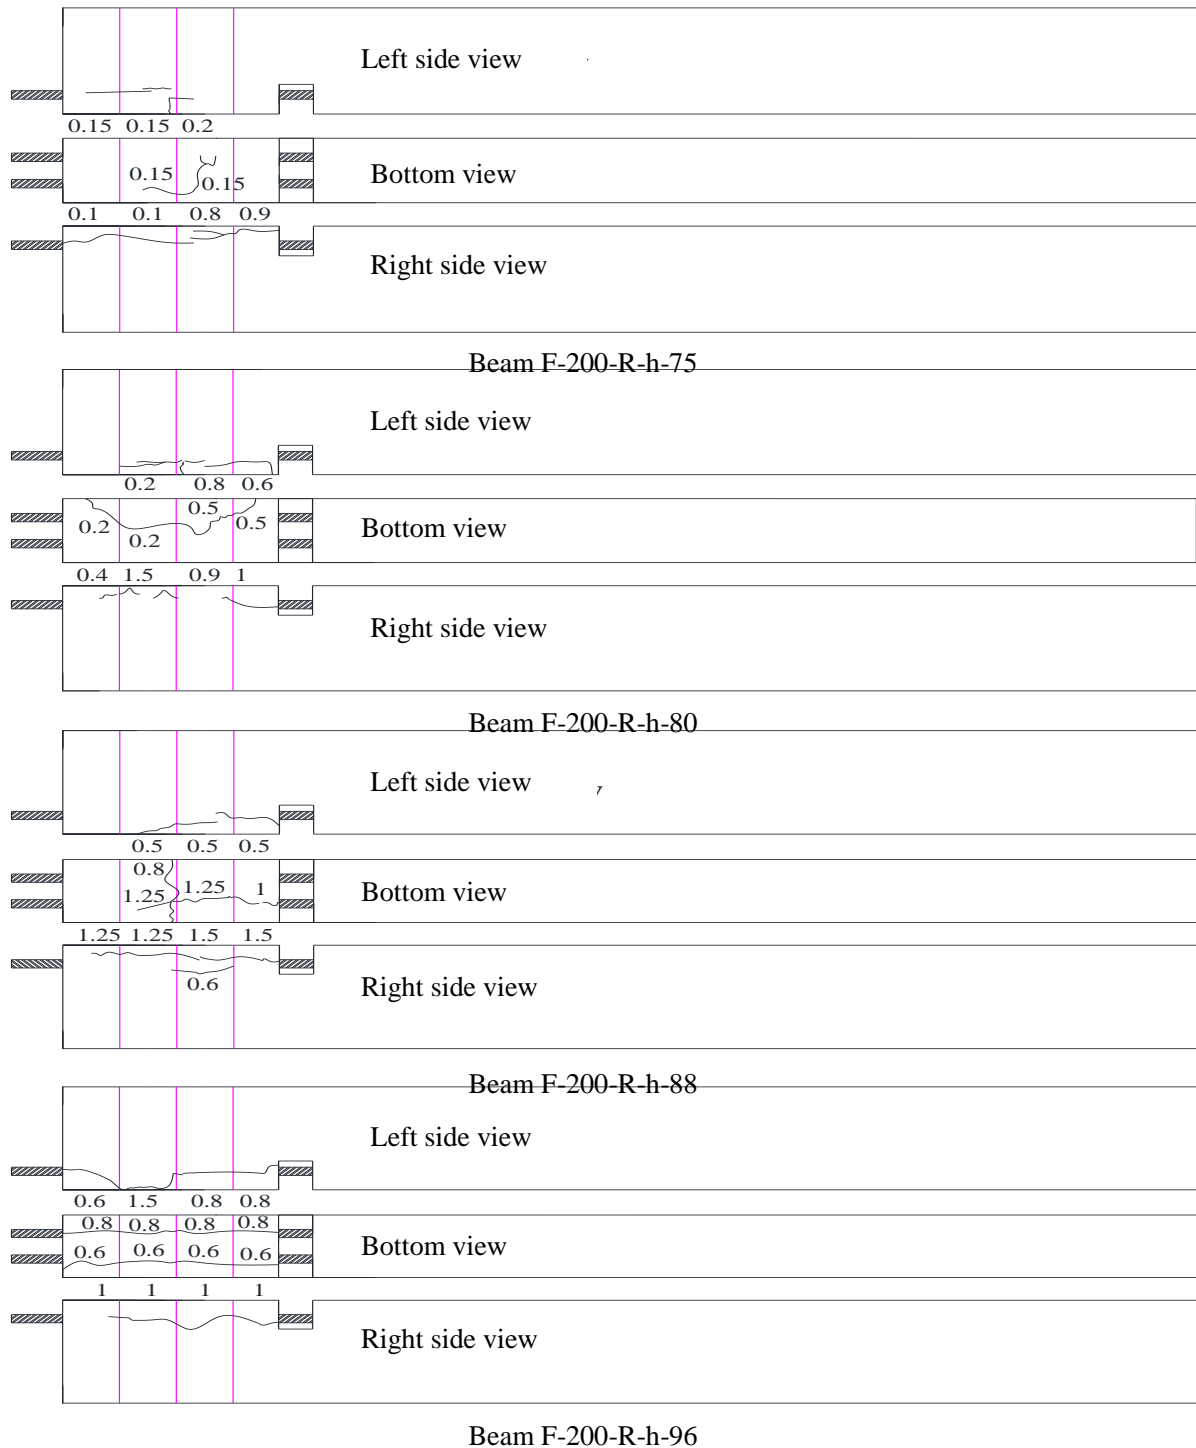 Left side view
0.15 0.15 0.2
0.15
Bottom view
0.15
0.1 0.1 0.8 0.9
Right side view
Beam F-200-R-h-75
Left side view
0.2 0.8 0.6
0.5
0.2 0.5
Bottom view
0.2
0.4 1.5 0.9 1
Right side view
Beam F-200-R-h-80
Left side view
0.5 0.5 0.5
0.8
1.25 1.25 1
Bottom view
1.25 1.25 1.5 1.5
0.6
Right side view
Beam F-200-R-h-88
Left side view
0.6 1.5 0.8 0.8
0.8 0.8 0.8 0.8
Bottom view
0.6 0.6 0.6 0.6
1 1 1 1
Right side view
Beam F-200-R-h-96